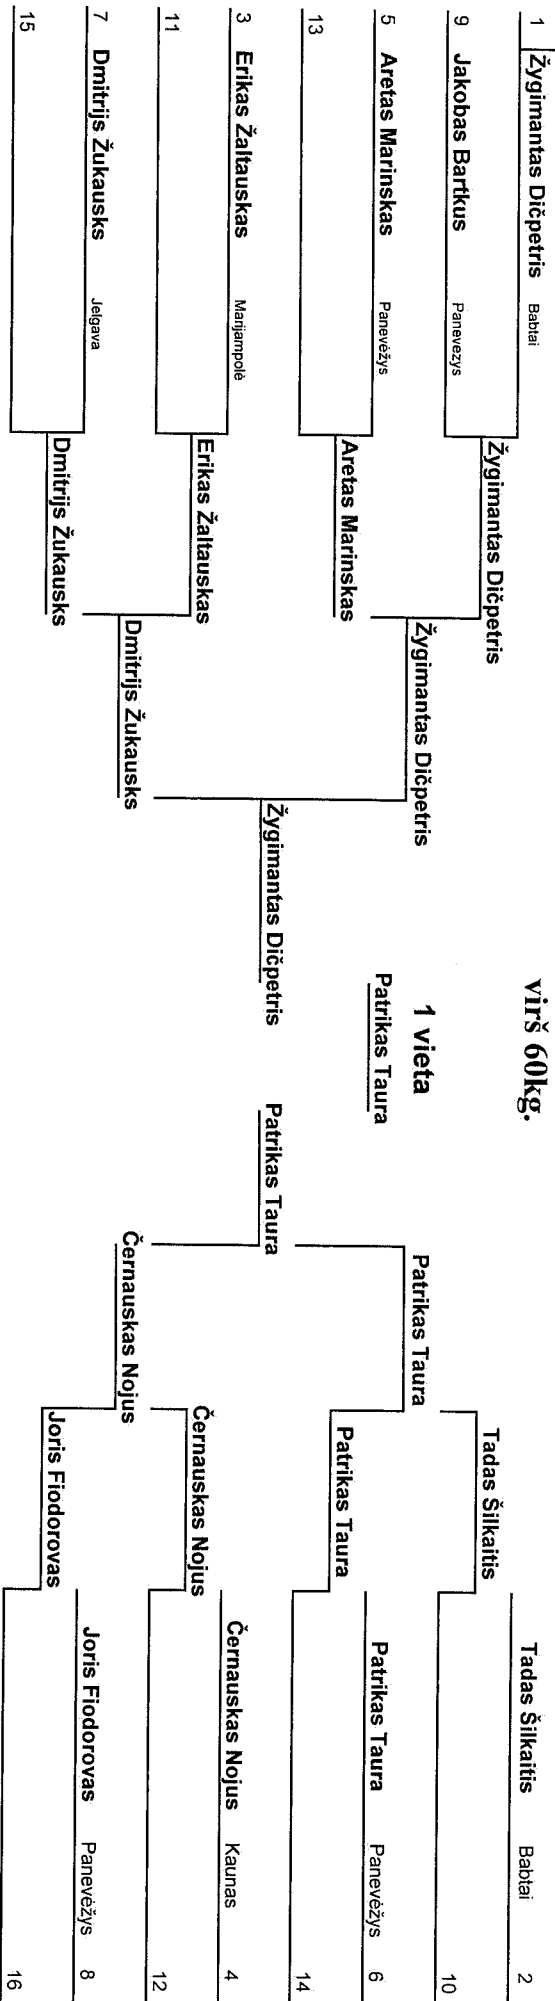 virš 60kg.
1 Žygimantas Dičpetris Babtai
9 Jakobas Bartkus Panevezys
5 Aretas Marinskas Panevėžys
13
3 Erikas Žaltauskas Marijampolė
11
7 Dmitrijs Žukausks Jelgava
15
Žygimantas Dičpetris
Aretas Marinskas
Erikas Žaltauskas
Dmitrijs Žukausks
Žygimantas Dičpetris
Dmitrijs Žukausks
Žygimantas Dičpetris
1 vieta
Patrikas Taura
Patrikas Taura
Patrikas Taura
Černauskas Nojus
Tadas Šilkaitis
Patrikas Taura
Černauskas Nojus
Joris Fiodorovas
Tadas Šilkaitis Babtai 2
10
Patrikas Taura Panevėžys 6
14
Černauskas Nojus Kaunas 4
12
Joris Fiodorovas Panevėžys 8
16